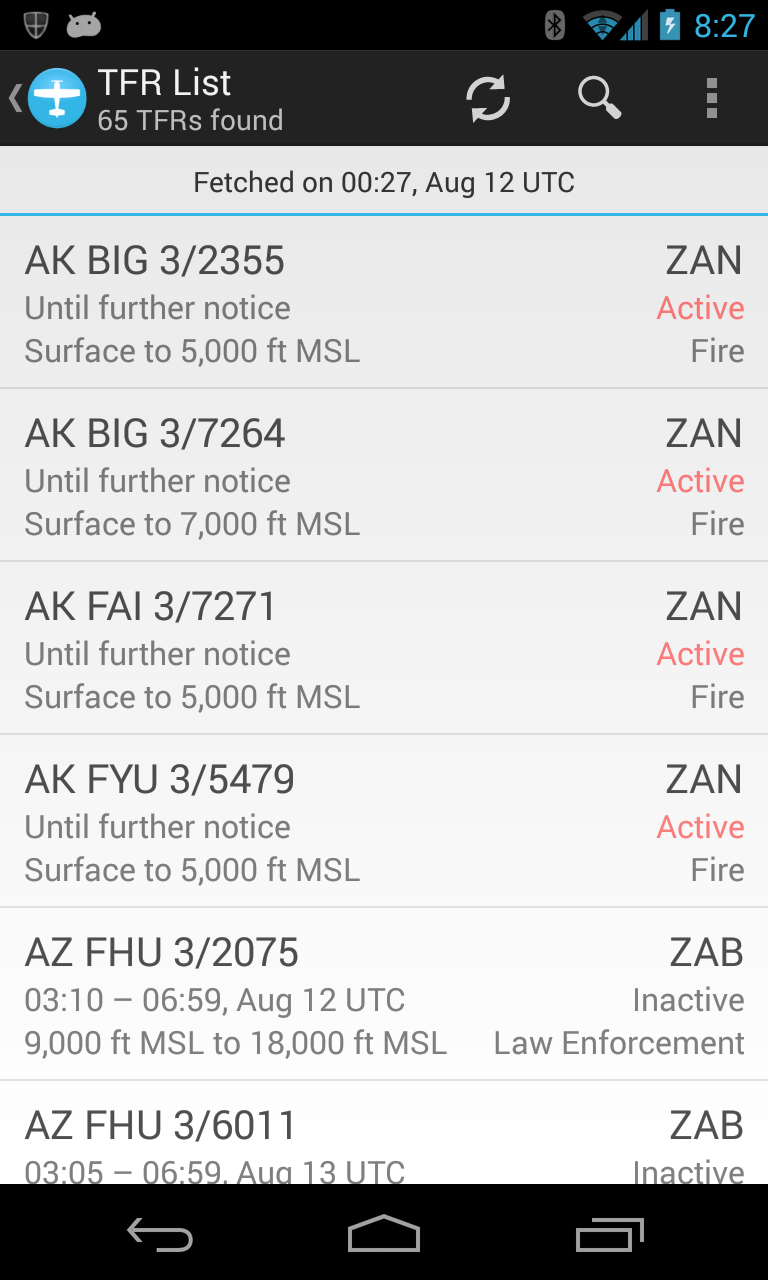 8:27
TFR List
65 TFRs found
Fetched on 00:27, Aug 12 UTC
AK BIG 3/2355 ZAN
Until further notice Active
Surface to 5,000 ft MSL Fire
AK BIG 3/7264 ZAN
Until further notice Active
Surface to 7,000 ft MSL Fire
AK FAI 3/7271 ZAN
Until further notice Active
Surface to 5,000 ft MSL Fire
AK FYU 3/5479 ZAN
Until further notice Active
Surface to 5,000 ft MSL Fire
AZ FHU 3/2075 ZAB
03:10 – 06:59, Aug 12 UTC Inactive
9,000 ft MSL to 18,000 ft MSL Law Enforcement
AZ FHU 3/6011 ZAB
03:05 – 06:59, Aug 13 UTC Inactive